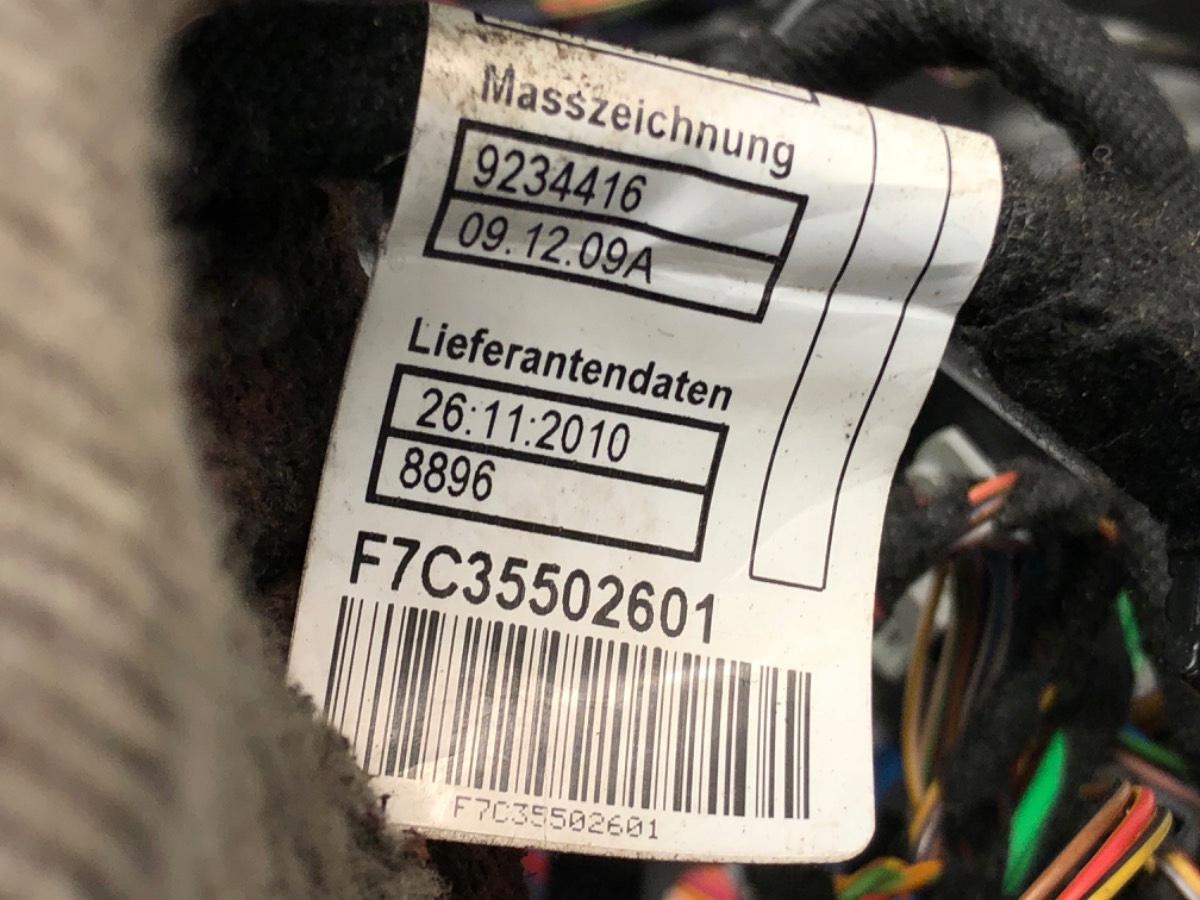 Masszeichnung
9234416
09.12.09A
Lieferantendaten
26:11:2010
8896
F7C35502601
F7C35502601